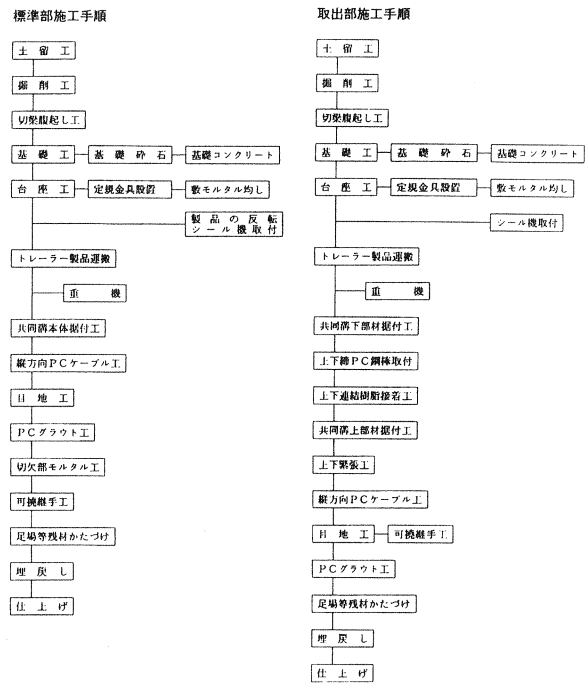 標準部施工手順
土留工
掘削工
切梁腹起し工
基礎工
基礎砕石
基礎コンクリート
台座工
定規金具設置
敷モルタル均し
製品の反転
シール機取付
トレーラー製品運搬
重機
共同溝本体据付工
縦方向PCケーブル工
目地工
PCグラウト工
切欠部モルタル工
可撓継手工
足場等残材かたづけ
埋戻し
仕上げ
取出部施工手順
土留工
掘削工
切梁腹起し工
基礎工
基礎砕石
基礎コンクリート
台座工
定規金具設置
敷モルタル均し
シール機取付
トレーラー製品運搬
重機
共同溝下部材据付工
上下締PC鋼棒取付
上下連結樹脂接着工
共同溝上部材据付工
上下緊張工
縦方向PCケーブル工
目地工
可撓継手工
PCグラウト工
足場等残材かたづけ
埋戻し
仕上げ